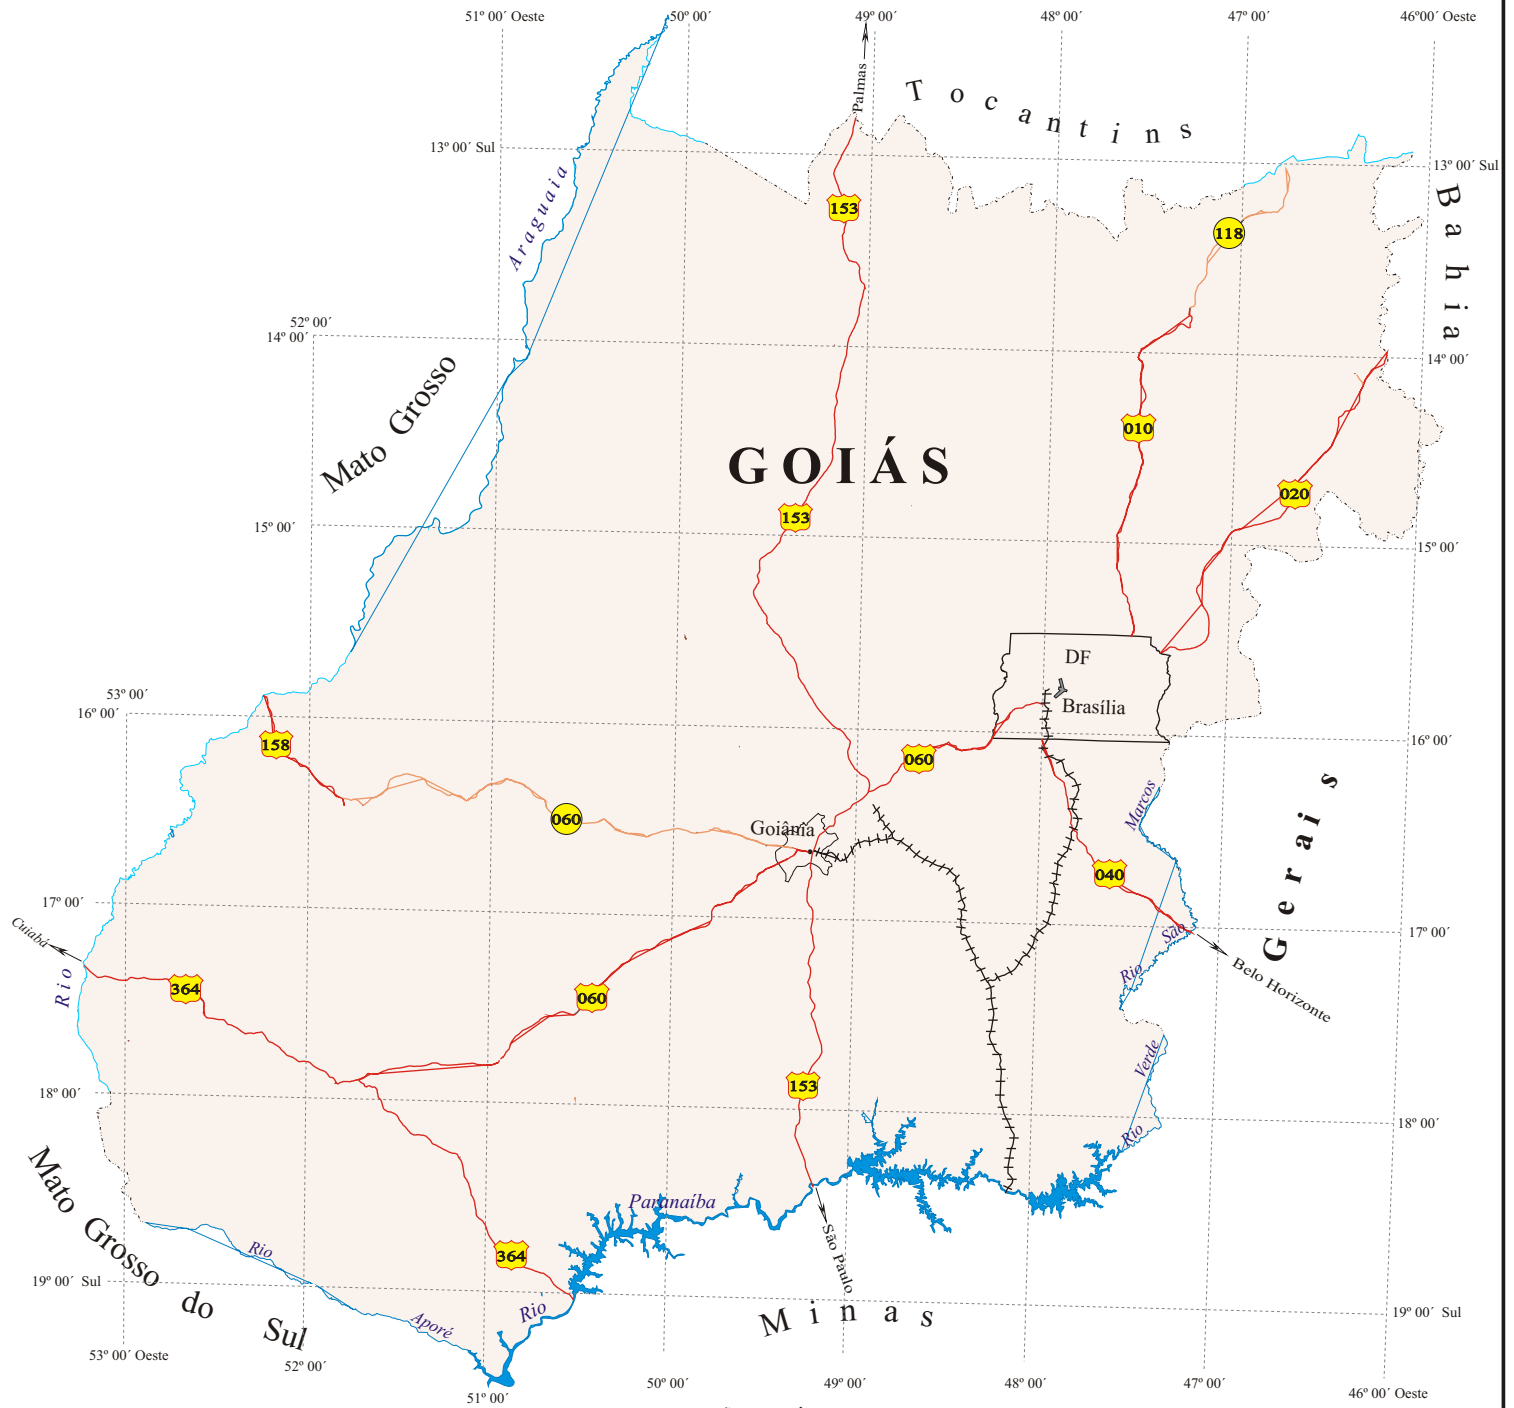 51º 00´ Oeste
50º 00´
49º 00´
48º 00´
47º 00´
46º 00´ Oeste
Palmas
Tocantins
13º 00´ Sul
13º 00´ Sul
Araguaia
153
118
Bahia
52º 00´
14º 00´
14º 00´
Mato Grosso
010
GOIÁS
020
153
15º 00´
15º 00´
DF
Brasília
53º 00´
16º 00´
16º 00´
158
060
060
Goiânia
Marcos
Gerais
040
17º 00´
17º 00´
Cuiabá
São
Rio
Belo Horizonte
Rio
364
060
Verde
18º 00´
18º 00´
153
Rio
Mato Grosso
do Sul
Paranaíba
Rio
São Paulo
364
19º 00´ Sul
19º 00´ Sul
Aporé
Rio
Minas
53º 00´ Oeste
52º 00´
51º 00´
50º 00´
49º 00´
48º 00´
47º 00´
46º 00´ Oeste